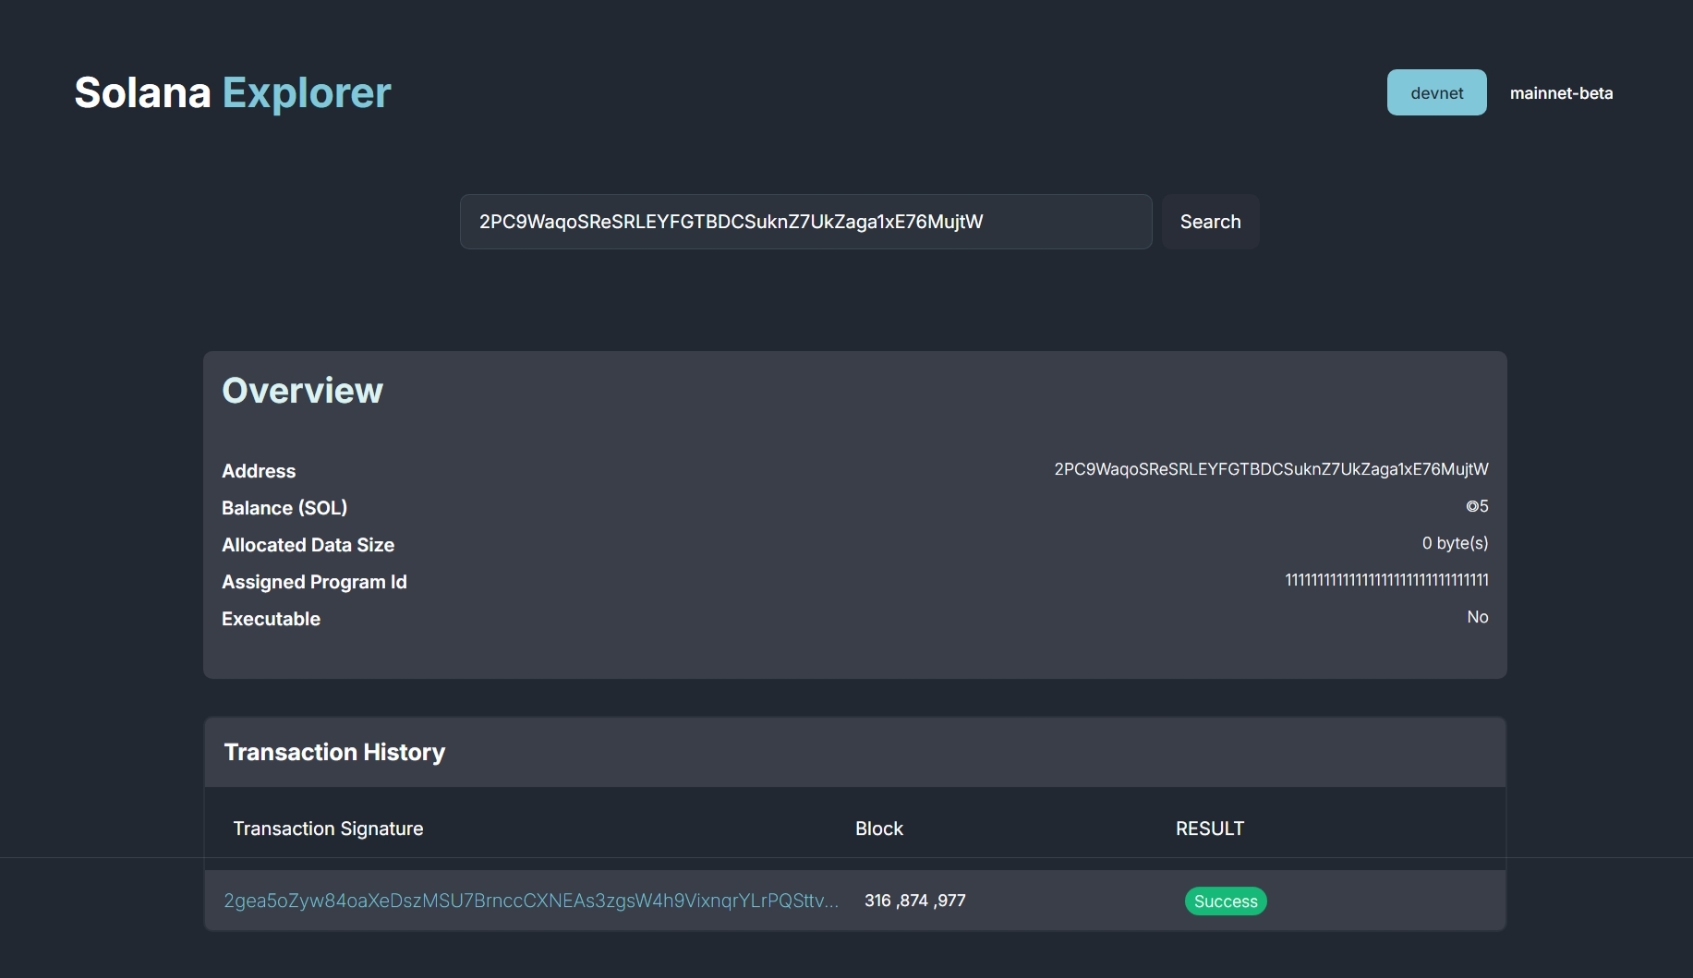 Solana Explorer
devnet mainnet-beta
2PC9WaqoSReSRLEYFGTBDCSuknZ7UkZaga1xE76MujtW Search
Overview
Address 2PC9WaqoSReSRLEYFGTBDCSuknZ7UkZaga1xE76MujtW
Balance (SOL) ◎5
Allocated Data Size 0 byte(s)
Assigned Program Id 11111111111111111111111111111111
Executable No
Transaction History
Transaction Signature Block RESULT
2gea5oZyw84oaXeDszMSU7BrnccCXNEAs3zgsW4h9VixnqrYLrPQSttv... 316 ,874 ,977 Success